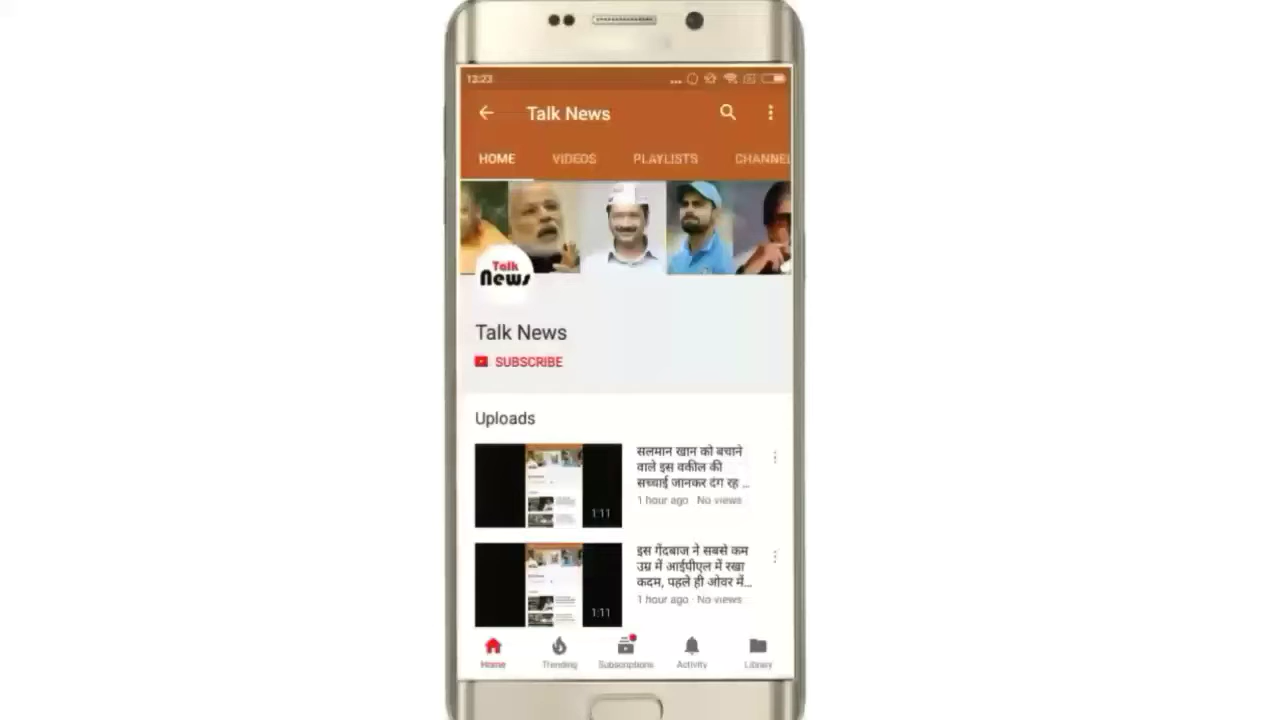 12:23
Talk News
HOME VIDEOS PLAYLISTS CHANNEL
Talk
News
Talk News
SUBSCRIBE
Uploads
सलमान खान को बचाने
वाले इस वकील की
सच्चाई जानकर दंग रह ...
1 hour ago · No views
1:11
इस गेंदबाज ने सबसे कम
उम्र में आईपीएल में रखा
कदम, पहले ही ओवर में...
1 hour ago · No views
1:11
Home Trending Subscriptions Activity Library